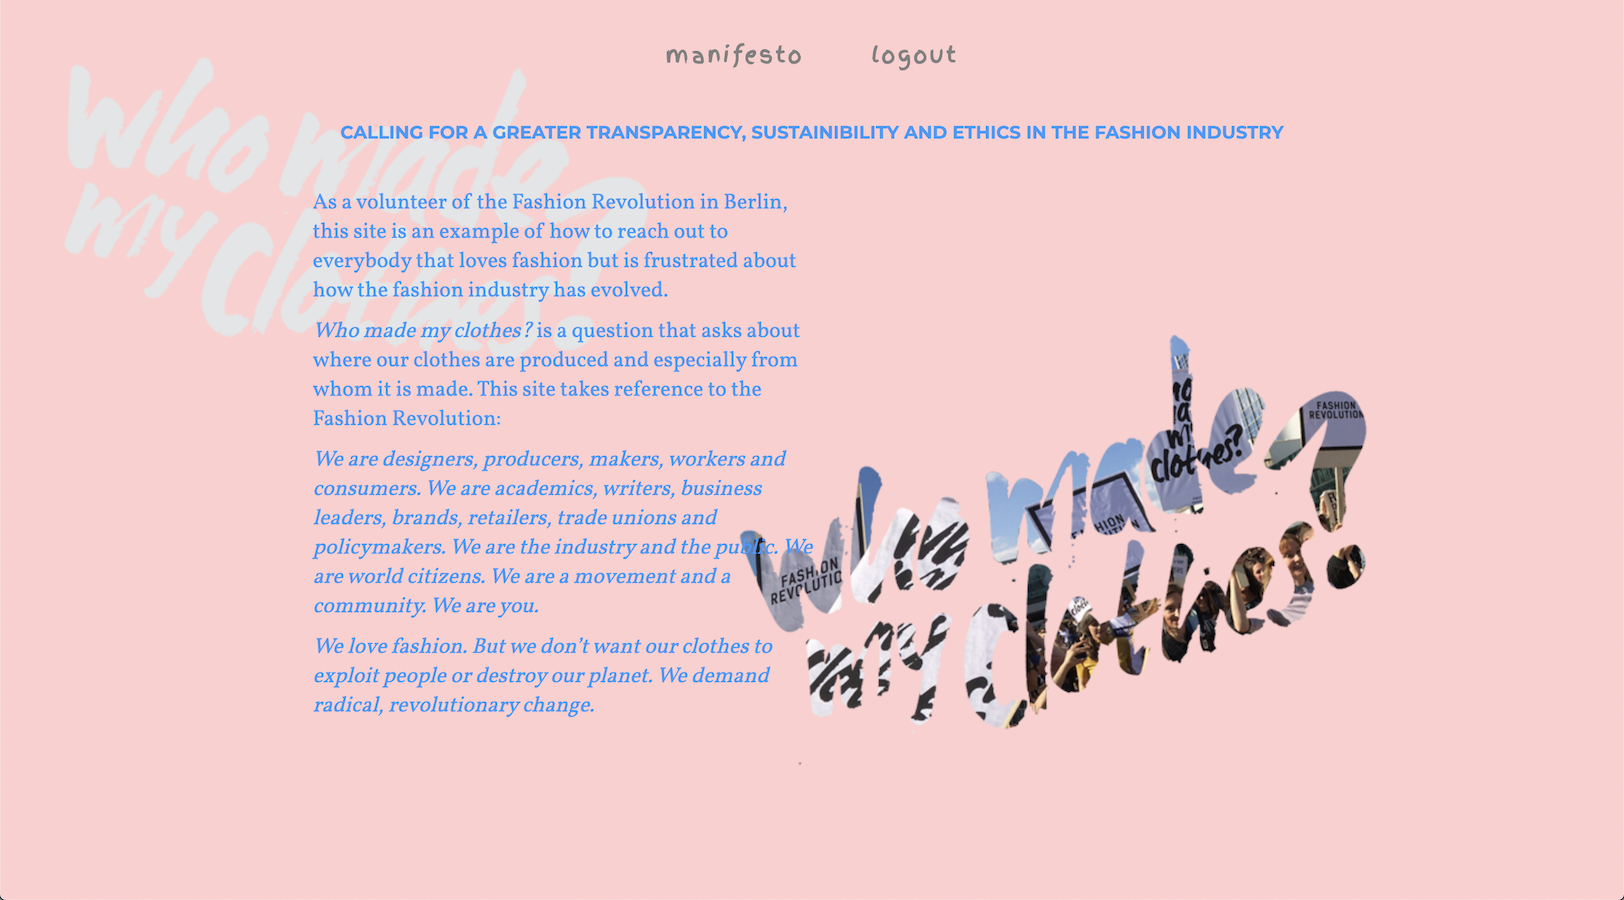 manifesto logout
who made
my clothes?
CALLING FOR A GREATER TRANSPARENCY, SUSTAINIBILITY AND ETHICS IN THE FASHION INDUSTRY
As a volunteer of the Fashion Revolution in Berlin,
this site is an example of how to reach out to
everybody that loves fashion but is frustrated about
how the fashion industry has evolved.
Who made my clothes? is a question that asks about
where our clothes are produced and especially from
whom it is made. This site takes reference to the
Fashion Revolution:
We are designers, producers, makers, workers and
consumers. We are academics, writers, business
leaders, brands, retailers, trade unions and
policymakers. We are the industry and the public. We
are world citizens. We are a movement and a
community. We are you.
We love fashion. But we don’t want our clothes to
exploit people or destroy our planet. We demand
radical, revolutionary change.
who made
my clothes?
FASHION
REVOLUTION
clothes?
FASHION
REVOLUTIO